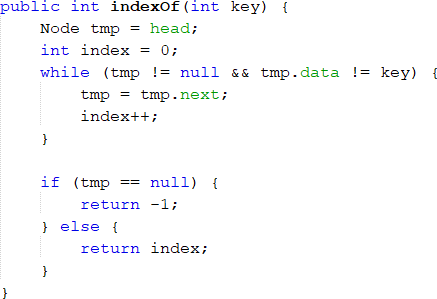 public int indexOf(int key) {
    Node tmp = head;
    int index = 0;
    while (tmp != null && tmp.data != key) {
        tmp = tmp.next;
        index++;
    }

    if (tmp == null) {
        return -1;
    } else {
        return index;
    }
}